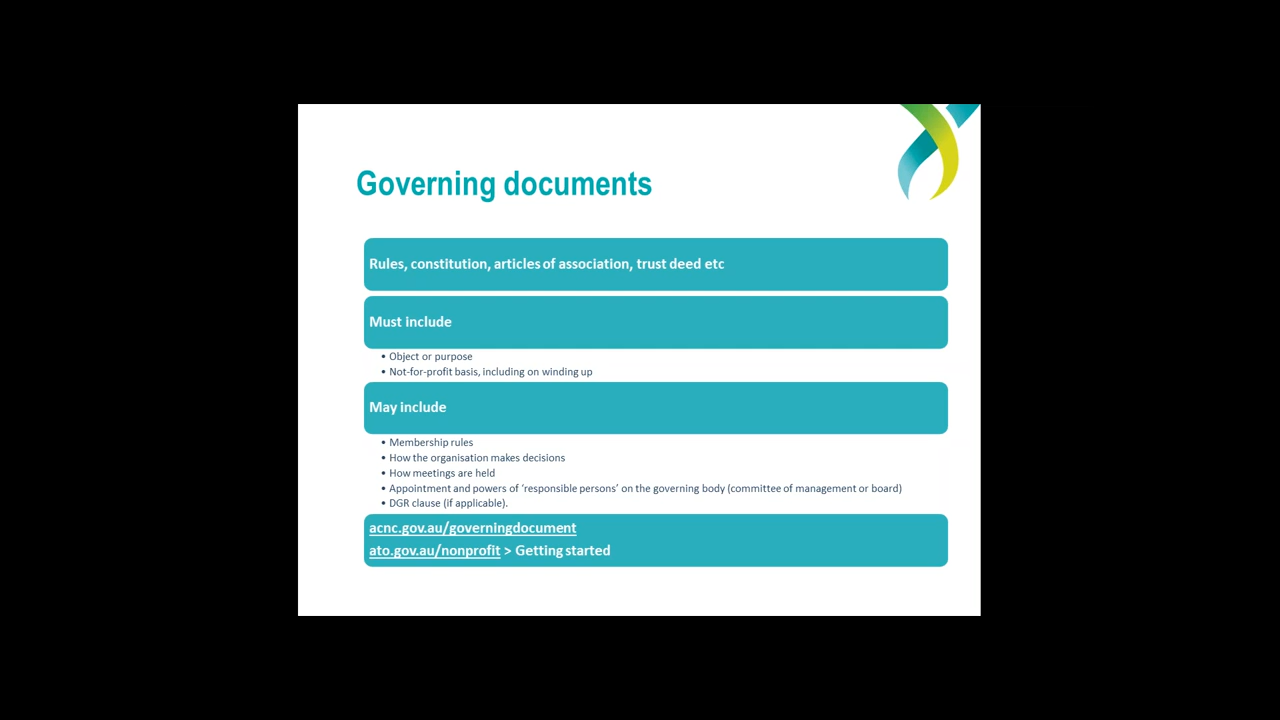 Governing documents
Rules, constitution, articles of association, trust deed etc
Must include
• Object or purpose
• Not-for-profit basis, including on winding up
May include
• Membership rules
• How the organisation makes decisions
• How meetings are held
• Appointment and powers of ‘responsible persons’ on the governing body (committee of management or board)
• DGR clause (if applicable).
acnc.gov.au/governingdocument
ato.gov.au/nonprofit > Getting started